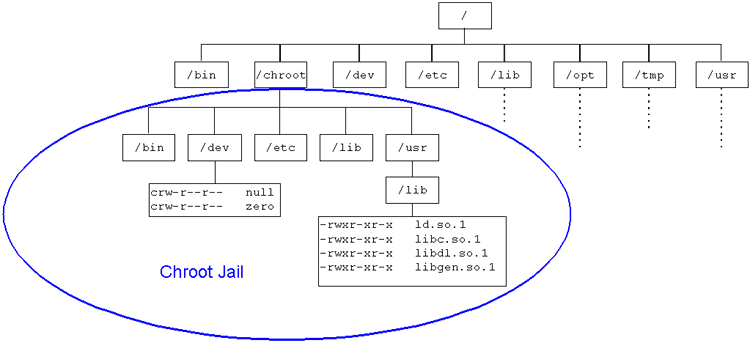 /
/bin /chroot /dev /etc /lib /opt /tmp /usr
/bin /dev /etc /lib /usr
crw-r--r-- null
crw-r--r-- zero
/lib
-rwxr-xr-x ld.so.1
-rwxr-xr-x libc.so.1
-rwxr-xr-x libdl.so.1
-rwxr-xr-x libgen.so.1
Chroot Jail